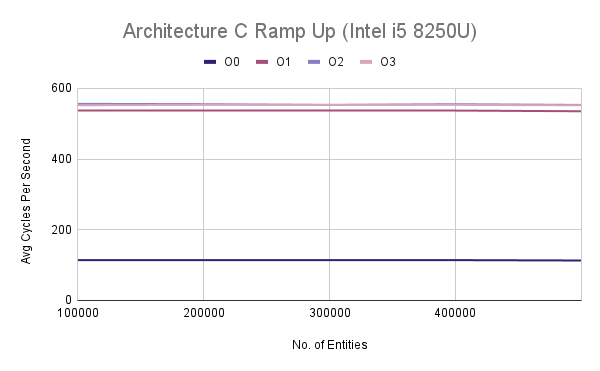 Architecture C Ramp Up (Intel i5 8250U)
O0 O1 O2 O3
Avg Cycles Per Second
600
400
200
0
100000 200000 300000 400000
No. of Entities